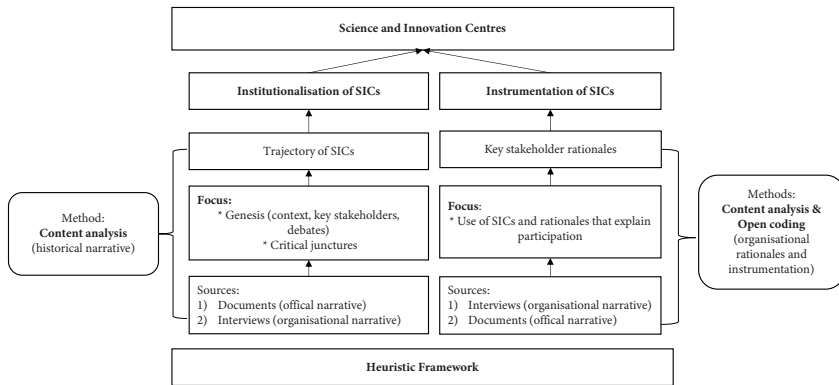 Science and Innovation Centres
Institutionalisation of SICs
Instrumentation of SICs
Trajectory of SICs
Key stakeholder rationales
Method:
Content analysis
(historical narrative)
Focus:
* Genesis (context, key stakeholders,
debates)
* Critical junctures
Focus:
* Use of SICs and rationales that explain
participation
Methods:
Content analysis &
Open coding
(organisational
rationales and
instrumentation)
Sources:
1) Documents (offical narrative)
2) Interviews (organisational narrative)
Sources:
1) Interviews (organisational narrative)
2) Documents (offical narrative)
Heuristic Framework